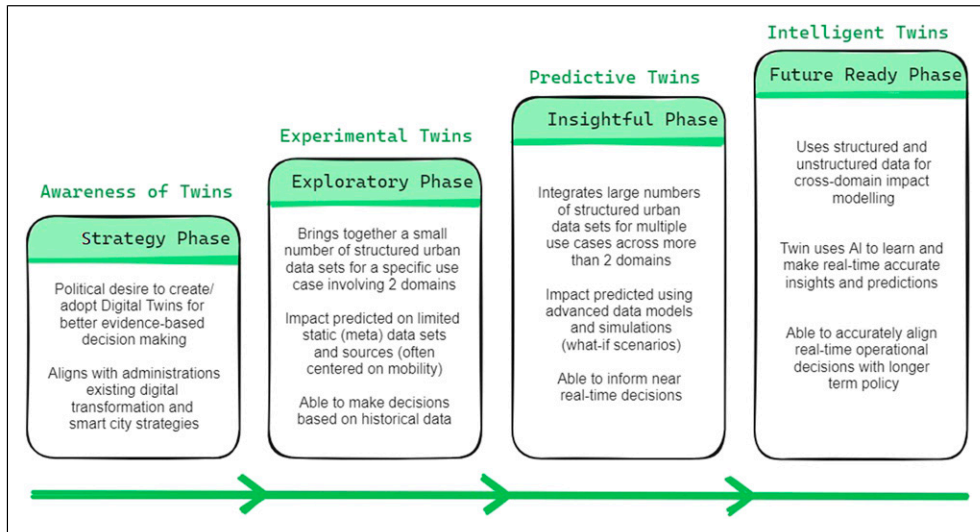 Awareness of Twins
Strategy Phase
Political desire to create/
adopt Digital Twins for
better evidence-based
decision making
Aligns with administrations
existing digital
transformation and
smart city strategies
Experimental Twins
Exploratory Phase
Brings together a small
number of structured urban
data sets for a specific use
case involving 2 domains
Impact predicted on limited
static (meta) data sets
and sources (often
centered on mobility)
Able to make decisions
based on historical data
Predictive Twins
Insightful Phase
Integrates large numbers
of structured urban
data sets for multiple
use cases across more
than 2 domains
Impact predicted using
advanced data models
and simulations
(what-if scenarios)
Able to inform near
real-time decisions
Intelligent Twins
Future Ready Phase
Uses structured and
unstructured data for
cross-domain impact
modelling
Twin uses AI to learn and
make real-time accurate
insights and predictions
Able to accurately align
real-time operational
decisions with longer
term policy